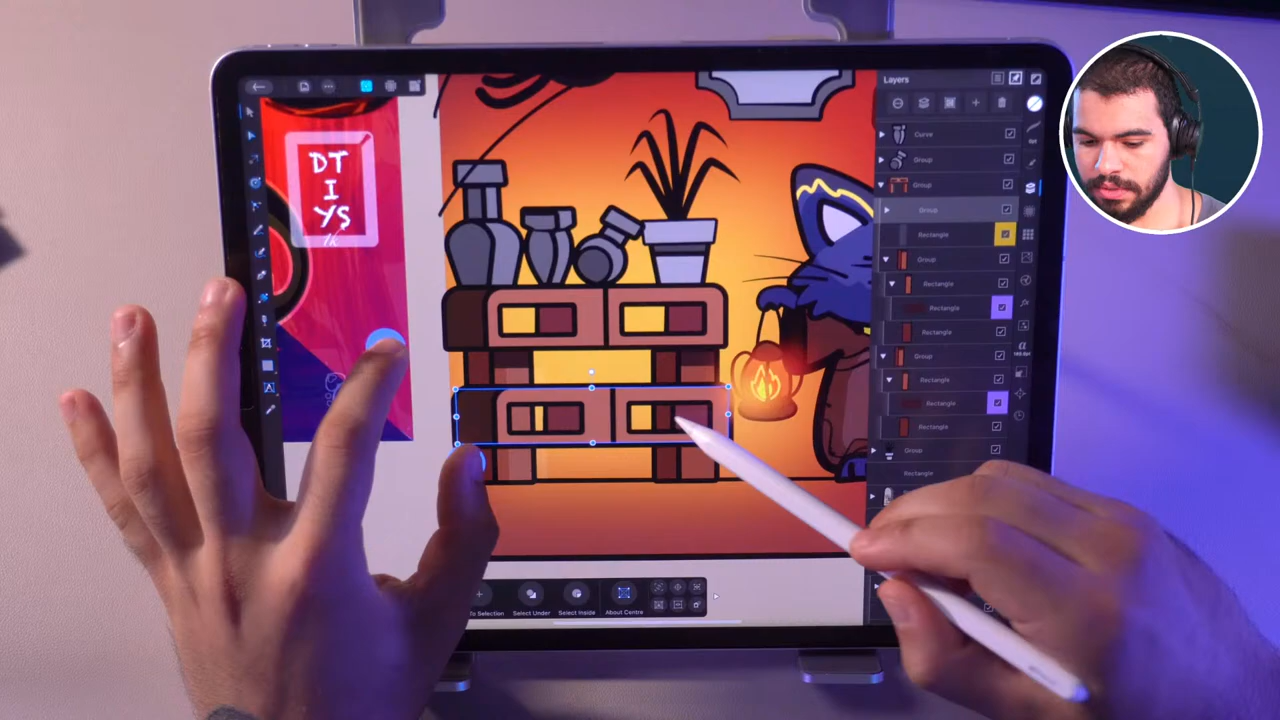 Layers
DT
I
YS
1K
Curve
Group
Group
Group
Rectangle
Group
Rectangle
Rectangle
Rectangle
Group
Rectangle
Rectangle
Rectangle
Group
Rectangle
To Selection
Select Under
Select Inside
About Centre